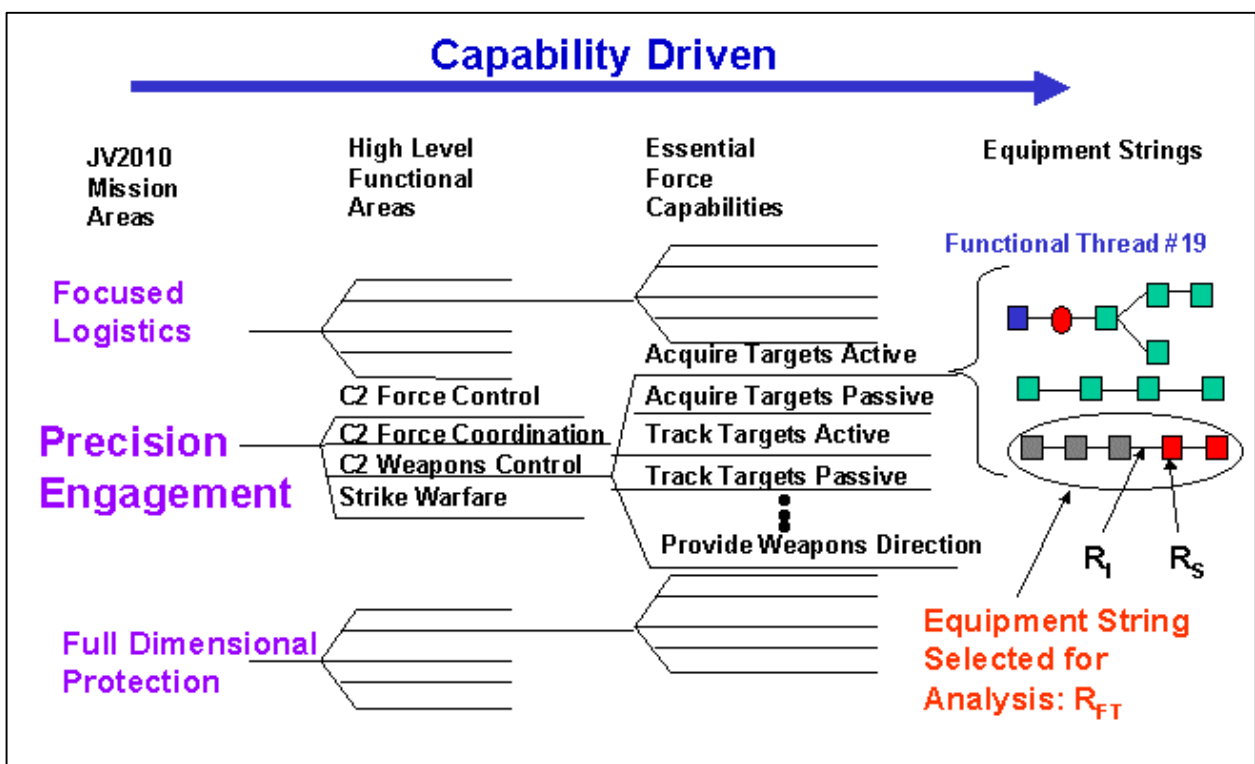 Capability Driven
JV2010
Mission
Areas
High Level
Functional
Areas
Essential
Force
Capabilities
Equipment Strings
Functional Thread #19
Focused
Logistics
Precision
Engagement
Full Dimensional
Protection
C2 Force Control
C2 Force Coordination
C2 Weapons Control
Strike Warfare
Acquire Targets Active
Acquire Targets Passive
Track Targets Active
Track Targets Passive
Provide Weapons Direction
RI
RS
Equipment String
Selected for
Analysis: RFT